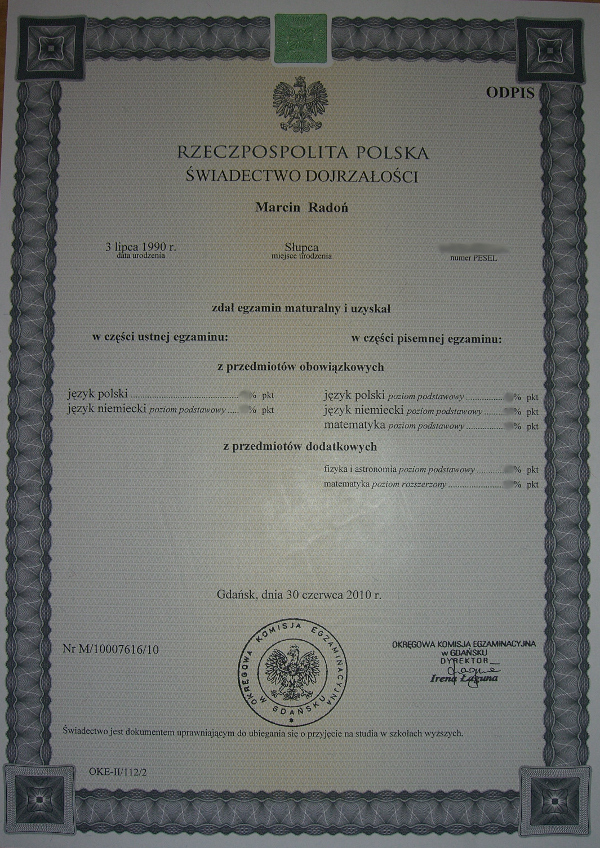 ODPIS
RZECZPOSPOLITA POLSKA
ŚWIADECTWO DOJRZAŁOŚCI
Marcin Radoń
3 lipca 1990 r. Słupca
data urodzenia miejsce urodzenia numer PESEL
zdał egzamin maturalny i uzyskał
w części ustnej egzaminu: w części pisemnej egzaminu:
z przedmiotów obowiązkowych
język polski % pkt język polski poziom podstawowy % pkt
język niemiecki poziom podstawowy % pkt język niemiecki poziom podstawowy % pkt
matematyka poziom podstawowy % pkt
z przedmiotów dodatkowych
fizyka i astronomia poziom podstawowy % pkt
matematyka poziom rozszerzony % pkt
Gdańsk, dnia 30 czerwca 2010 r.
Nr M/10007616/10
OKRĘGOWA KOMISJA EGZAMINACYJNA
W GDAŃSKU
OKRĘGOWA KOMISJA EGZAMINACYJNA
w GDAŃSKU
DYREKTOR
Irena Łaguna
Świadectwo jest dokumentem uprawniającym do ubiegania się o przyjęcie na studia w szkołach wyższych.
OKE-II/112/2